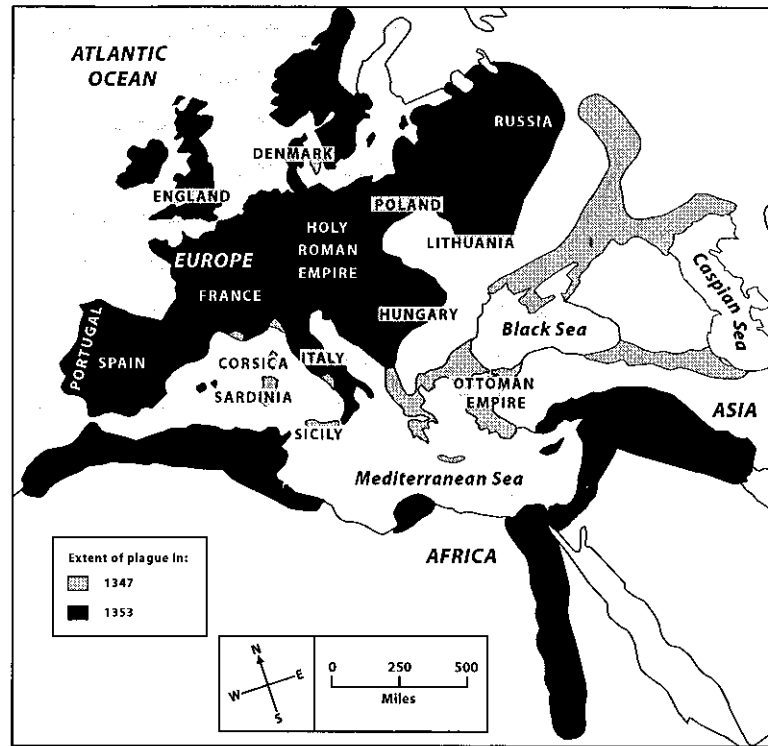 ATLANTIC
OCEAN
RUSSIA
DENMARK
ENGLAND
POLAND
HOLY
ROMAN
EMPIRE
LITHUANIA
EUROPE
FRANCE
HUNGARY
Caspian Sea
Black Sea
PORTUGAL
SPAIN
CORSICA
ITALY
SARDINIA
OTTOMAN
EMPIRE
ASIA
SICILY
Mediterranean Sea
AFRICA
Extent of plague in:
1347
1353
N
W
E
S
0 250 500
Miles